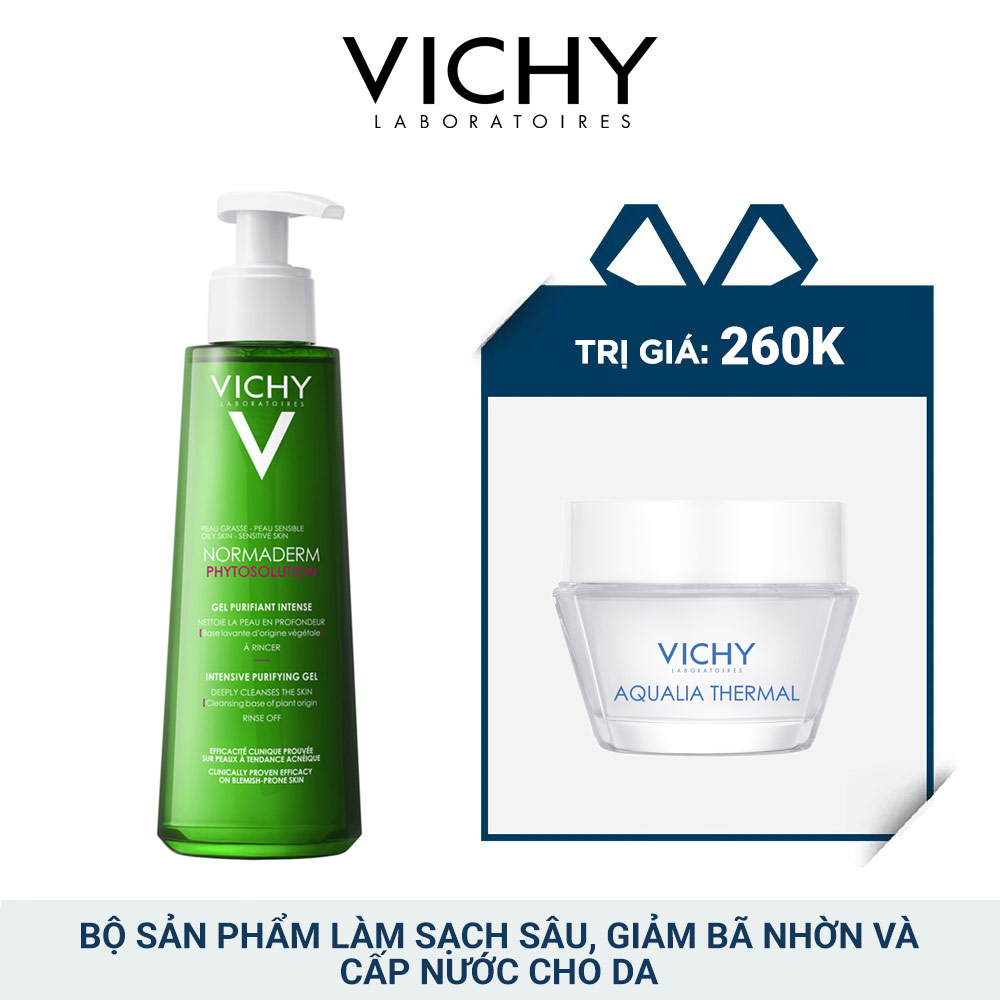 VICHY
LABORATOIRES
VICHY
LABORATOIRES
V
PEAU GRASSE - PEAU SENSIBLE
OILY SKIN - SENSITIVE SKIN
NORMADERM
PHYTOSOLUTION
GEL PURIFIANT INTENSE
NETTOIE LA PEAU EN PROFONDEUR
[Base lavante d'origine végétale]
À RINCER
INTENSIVE PURIFYING GEL
DEEPLY CLEANSES THE SKIN
[Cleansing base of plant origin]
RINSE OFF
EFFICACITÉ CLINIQUE PROUVÉE
SUR PEAUX À TENDANCE ACNÉIQUE
CLINICALLY PROVEN EFFICACY
ON BLEMISH-PRONE SKIN
TRỊ GIÁ: 260K
VICHY
LABORATOIRES
AQUALIA THERMAL
BỘ SẢN PHẨM LÀM SẠCH SÂU, GIẢM BÃ NHỜN VÀ
CẤP NƯỚC CHO DA